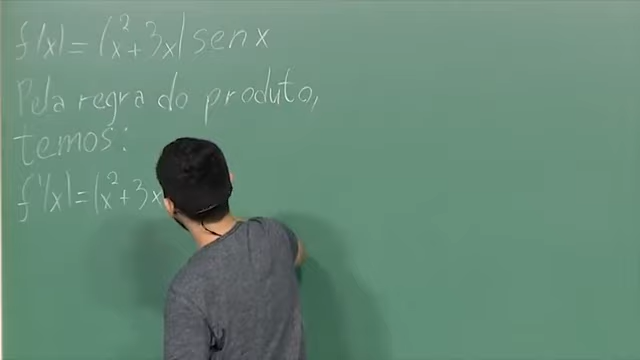 f(x) = (x²+3x) sen x
Pela regra do produto,
temos:
f'(x) = (x²+3x